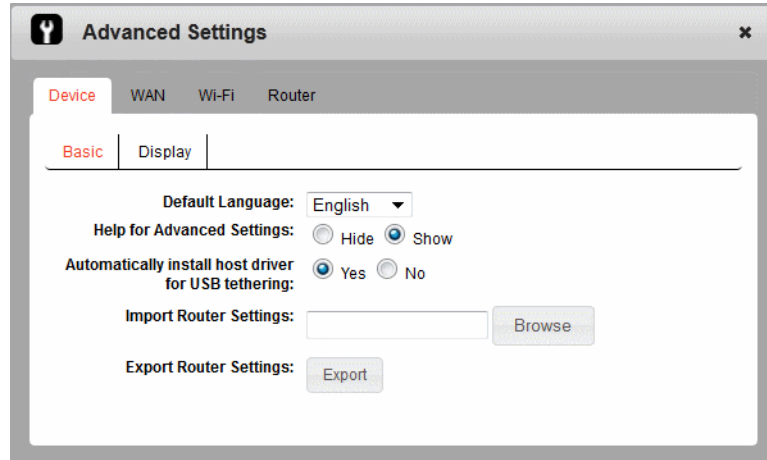 Advanced Settings
Device WAN Wi-Fi Router
Basic Display
Default Language: English
Help for Advanced Settings: Hide Show
Automatically install host driver
for USB tethering: Yes No
Import Router Settings: Browse
Export Router Settings: Export